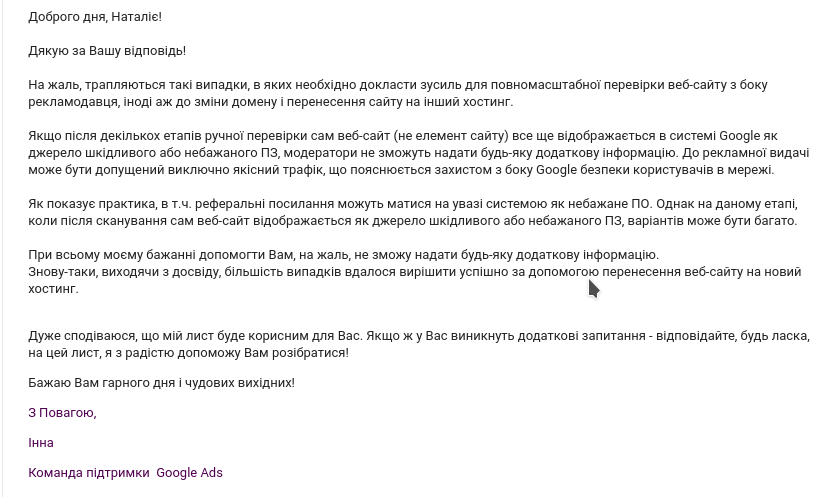 Доброго дня, Наталіє!
Дякую за Вашу відповідь!
На жаль, трапляються такі випадки, в яких необхідно докласти зусиль для повномасштабної перевірки веб-сайту з боку
рекламодавця, іноді аж до зміни домену і перенесення сайту на інший хостинг.
Якщо після декількох етапів ручної перевірки сам веб-сайт (не елемент сайту) все ще відображається в системі Google як
джерело шкідливого або небажаного ПЗ, модератори не зможуть надати будь-яку додаткову інформацію. До рекламної видачі
може бути допущений виключно якісний трафік, що пояснюється захистом з боку Google безпеки користувачів в мережі.
Як показує практика, в т.ч. реферальні посилання можуть матися на увазі системою як небажане ПО. Однак на даному етапі,
коли після сканування сам веб-сайт відображається як джерело шкідливого або небажаного ПЗ, варіантів може бути багато.
При всьому моєму бажанні допомогти Вам, на жаль, не зможу надати будь-яку додаткову інформацію.
Знову-таки, виходячи з досвіду, більшість випадків вдалося вирішити успішно за допомогою перенесення веб-сайту на новий
хостинг.
Дуже сподіваюся, що мій лист буде корисним для Вас. Якщо ж у Вас виникнуть додаткові запитання - відповідайте, будь ласка,
на цей лист, я з радістю допоможу Вам розібратися!
Бажаю Вам гарного дня і чудових вихідних!
З Повагою,
Інна
Команда підтримки  Google Ads